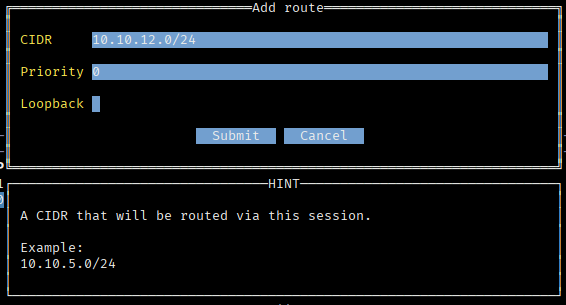 Add route
CIDR 10.10.12.0/24
Priority 0
Loopback
Submit Cancel
HINT
A CIDR that will be routed via this session.
Example:
10.10.5.0/24